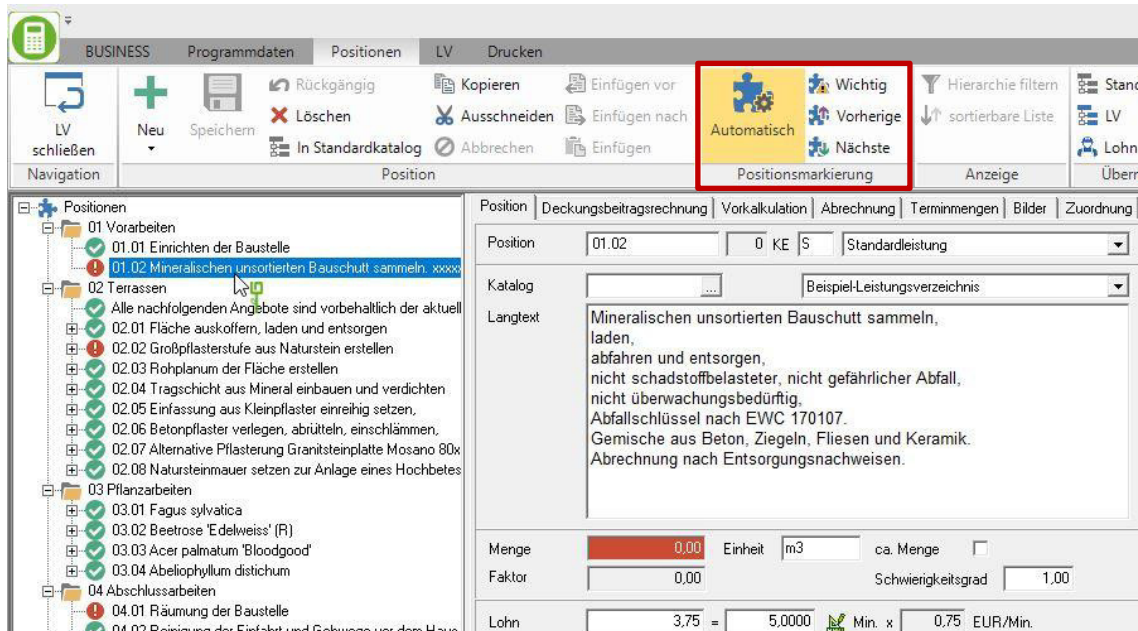 BUSINESS Programmdaten Positionen LV Drucken
LV schließen
Neu
Speichern
Rückgängig
Löschen
In Standardkatalog
Kopieren
Ausschneiden
Abbrechen
Einfügen vor
Einfügen nach
Einfügen
Automatisch
Wichtig
Vorherige
Nächste
Hierarchie filtern
sortierbare Liste
LV
Navigation Position Positionsmarkierung Anzeige
Positionen
01 Vorarbeiten
01.01 Einrichten der Baustelle
01.02 Mineralischen unsortierten Bauschutt sammeln. xxxxx
02 Terrassen
Alle nachfolgenden Angebote sind vorbehaltlich der aktuell
02.01 Fläche auskoffern, laden und entsorgen
02.02 Großpflasterstufe aus Naturstein erstellen
02.03 Rohplanum der Fläche erstellen
02.04 Tragschicht aus Mineral einbauen und verdichten
02.05 Einfassung aus Kleinpflaster einreihig setzen,
02.06 Betonpflaster verlegen, abrütteln, einschlämmen,
02.07 Alternative Pflasterung Granitsteinplatte Mosano 80x
02.08 Natursteinmauer setzen zur Anlage eines Hochbetes
03 Pflanzarbeiten
03.01 Fagus sylvatica
03.02 Beetrose 'Edelweiss' (R)
03.03 Acer palmatum 'Bloodgood'
03.04 Abeliophyllum distichum
04 Abschlussarbeiten
04.01 Räumung der Baustelle
04.02 Reinigung der Einfahrt und Gehwege vor dem Haus
Position Deckungsbeitragsrechnung Vorkalkulation Abrechnung Terminmengen Bilder Zuordnung
Position 01.02 0 KE S Standardleistung
Katalog ... Beispiel-Leistungsverzeichnis
Langtext
Mineralischen unsortierten Bauschutt sammeln,
laden,
abfahren und entsorgen,
nicht schadstoffbelasteter, nicht gefährlicher Abfall,
nicht überwachungsbedürftig,
Abfallschlüssel nach EWC 170107.
Gemische aus Beton, Ziegeln, Fliesen und Keramik.
Abrechnung nach Entsorgungsnachweisen.
Menge 0,00 Einheit m3 ca. Menge
Faktor 0,00 Schwierigkeitsgrad 1,00
Lohn 3,75 = 5,0000 Min. x 0,75 EUR/Min.